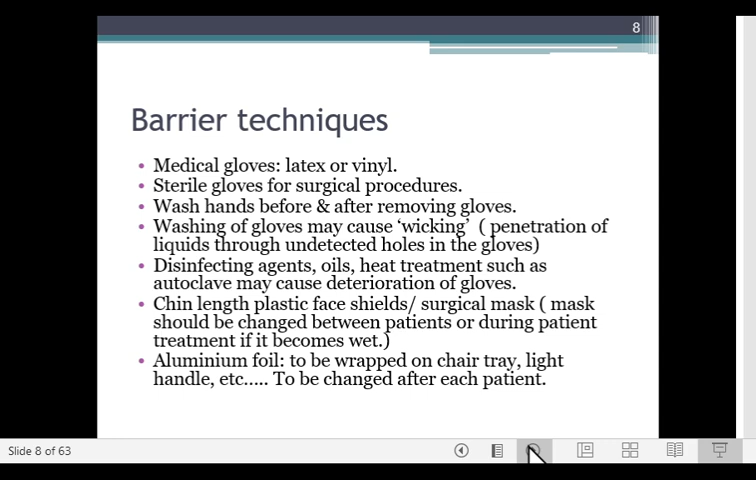 8
Barrier techniques
• Medical gloves: latex or vinyl.
• Sterile gloves for surgical procedures.
• Wash hands before & after removing gloves.
• Washing of gloves may cause ‘wicking’ ( penetration of
liquids through undetected holes in the gloves)
• Disinfecting agents, oils, heat treatment such as
autoclave may cause deterioration of gloves.
• Chin length plastic face shields/ surgical mask ( mask
should be changed between patients or during patient
treatment if it becomes wet.)
• Aluminium foil: to be wrapped on chair tray, light
handle, etc….. To be changed after each patient.
Slide 8 of 63